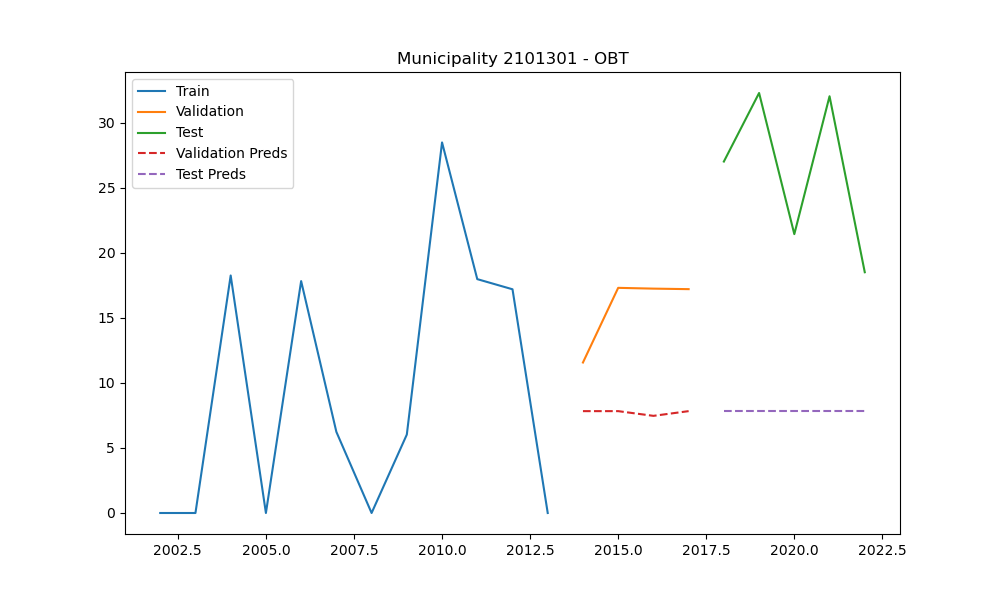 Municipality 2101301 - OBT
Train
Validation
Test
Validation Preds
Test Preds
30
25
20
15
10
5
0
2002.5 2005.0 2007.5 2010.0 2012.5 2015.0 2017.5 2020.0 2022.5